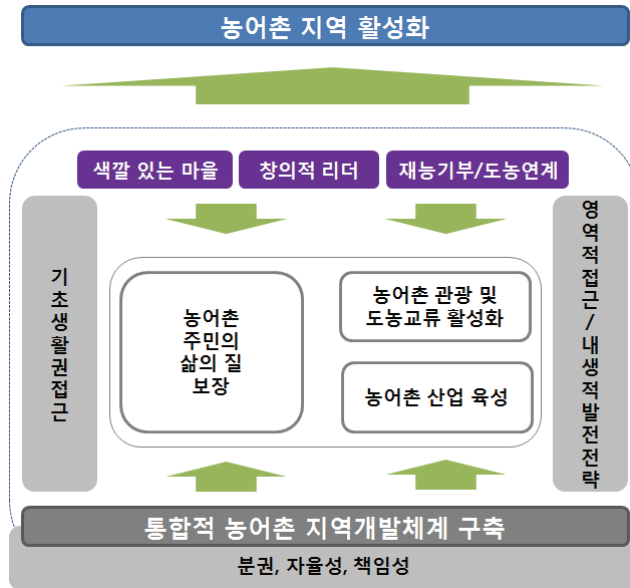 농어촌 지역 활성화
색깔 있는 마을
창의적 리더
재능기부/도농연계
기초생활권접근
농어촌
주민의
삶의 질
보장
농어촌 관광 및
도농교류 활성화
농어촌 산업 육성
영역적접근/내생적발전전략
통합적 농어촌 지역개발체계 구축
분권, 자율성, 책임성